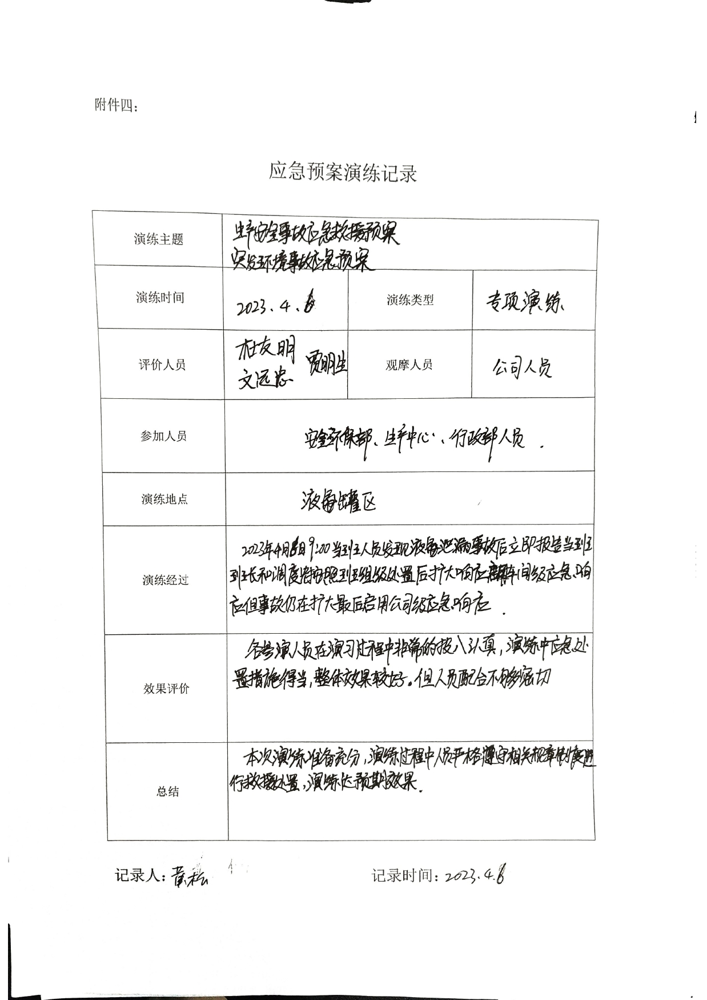 附件四：
应急预案演练记录
演练主题
生产安全事故应急救援预案
突发环境事故应急预案
演练时间
2023.4.6
演练类型
专项演练
评价人员
杜友明 贾明生
文远忠
观摩人员
公司人员
参加人员
安全环保部、生产中心、行政部人员.
演练地点
液氯罐区
演练经过
2023年4月6日9:00当班人员发现液氯泄漏事故后立即报告当班
班长和调度按照班组级处置后扩大响应启用车间级应急响
应但事故仍在扩大最后启用公司级应急响应.
效果评价
各参演人员在演习过程中非常的投入认真,演练中应急处
置措施得当,整体效果较好。但人员配合不够密切
总结
本次演练准备充分,演练过程中人员严格遵守相关规章制度进
行救援处置,演练达预期效果.
记录人：黄松
记录时间：2023.4.6